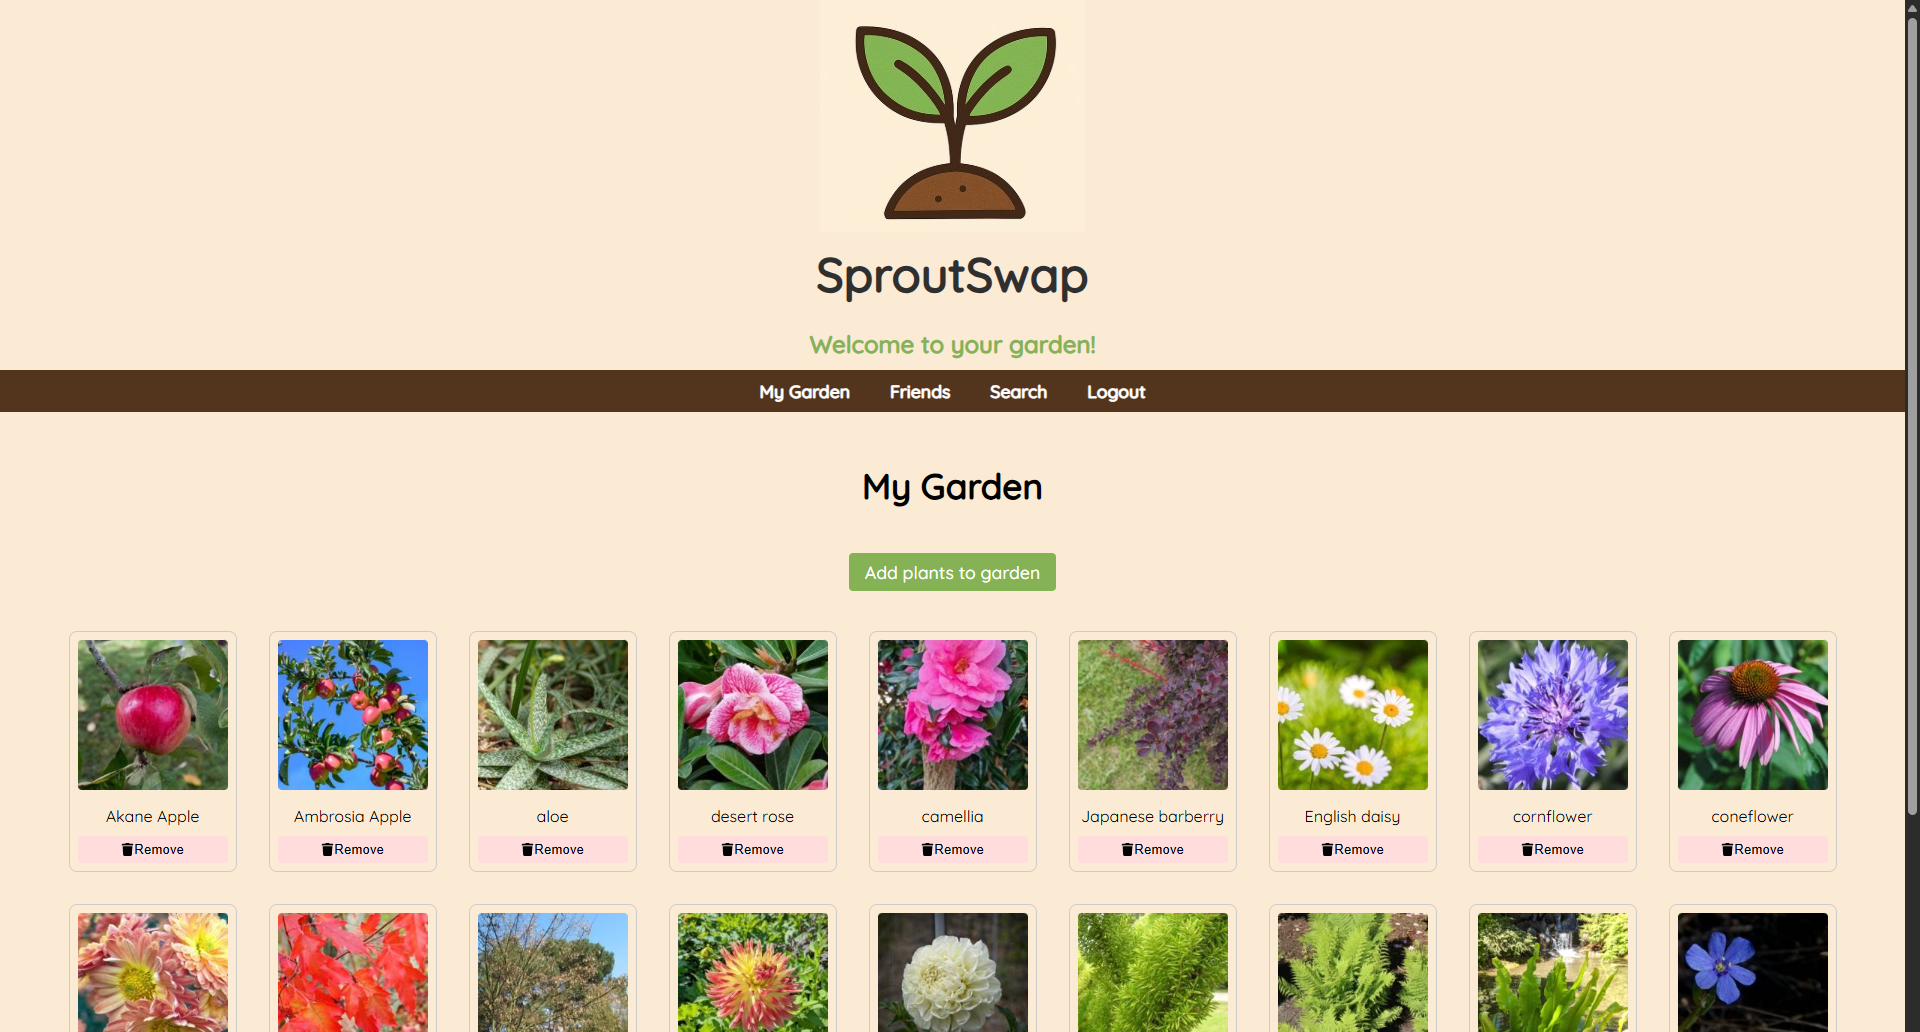 SproutSwap
Welcome to your garden!
My Garden Friends Search Logout
My Garden
Add plants to garden
Akane Apple Ambrosia Apple aloe desert rose camellia Japanese barberry English daisy cornflower coneflower
Remove Remove Remove Remove Remove Remove Remove Remove Remove